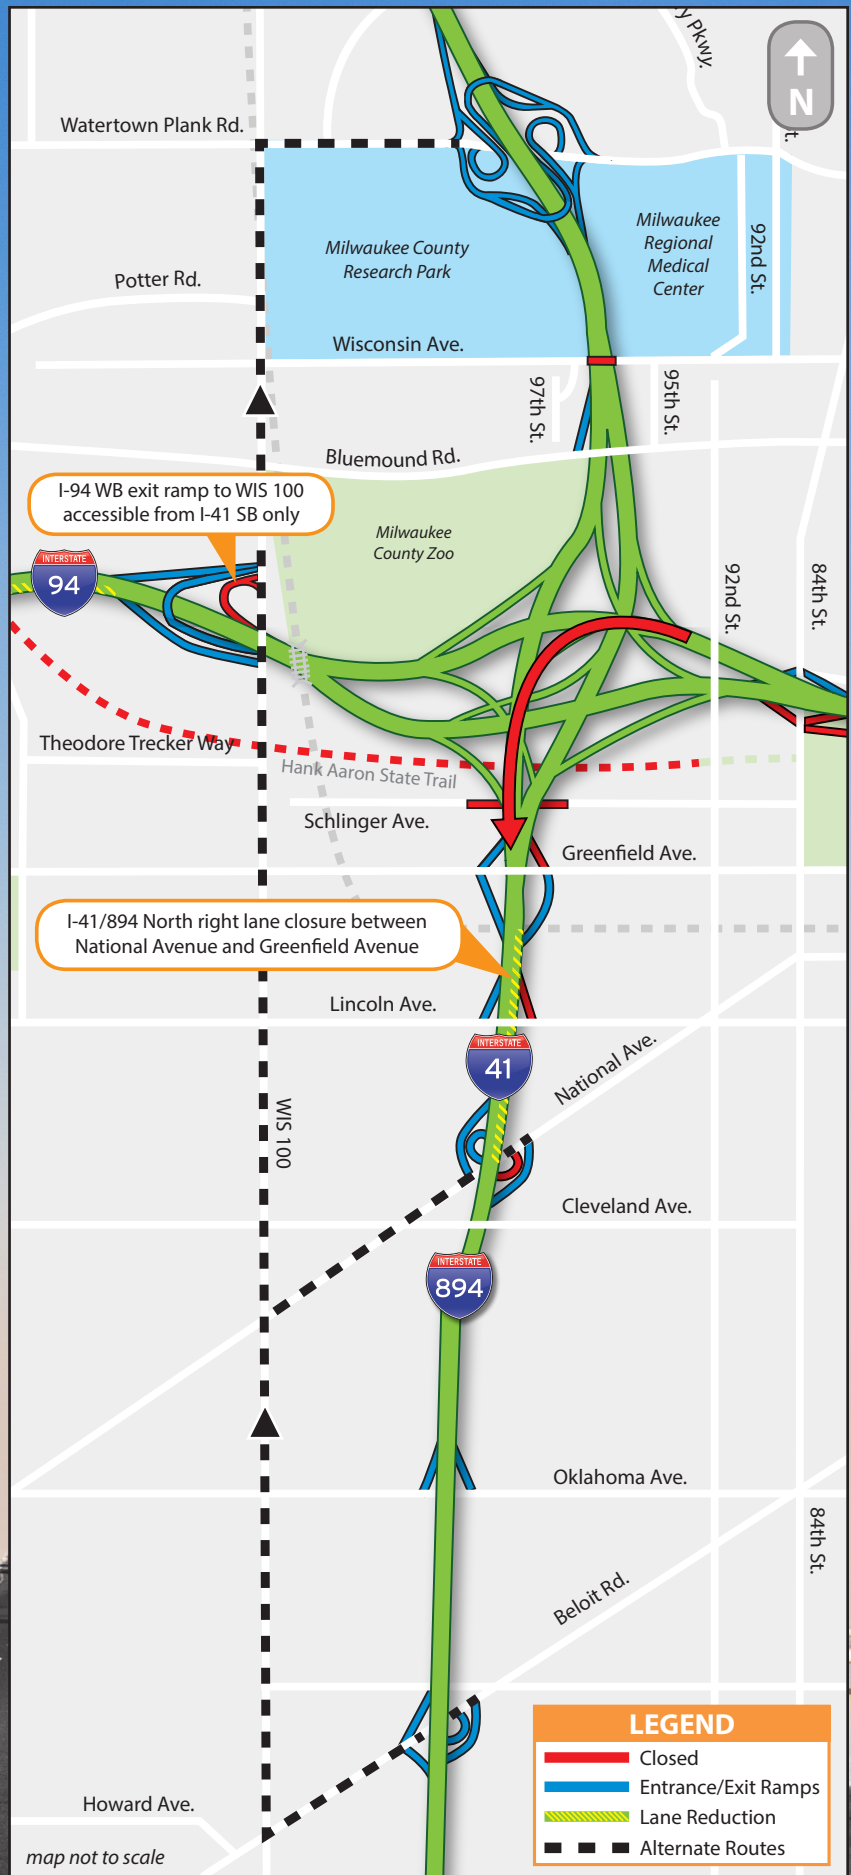 y Pkwy.
N
t.
Watertown Plank Rd.
Milwaukee County
Research Park
Milwaukee
Regional
Medical
Center
92nd St.
Potter Rd.
Wisconsin Ave.
97th St.
95th St.
Bluemound Rd.
I-94 WB exit ramp to WIS 100
accessible from I-41 SB only
Milwaukee
County Zoo
INTERSTATE
94
92nd St.
84th St.
Theodore Trecker Way
Hank Aaron State Trail
Schlinger Ave.
Greenfield Ave.
I-41/894 North right lane closure between
National Avenue and Greenfield Avenue
Lincoln Ave.
INTERSTATE
41
National Ave.
WIS 100
Cleveland Ave.
INTERSTATE
894
Oklahoma Ave.
84th St.
Beloit Rd.
LEGEND
Closed
Entrance/Exit Ramps
Lane Reduction
Alternate Routes
Howard Ave.
map not to scale